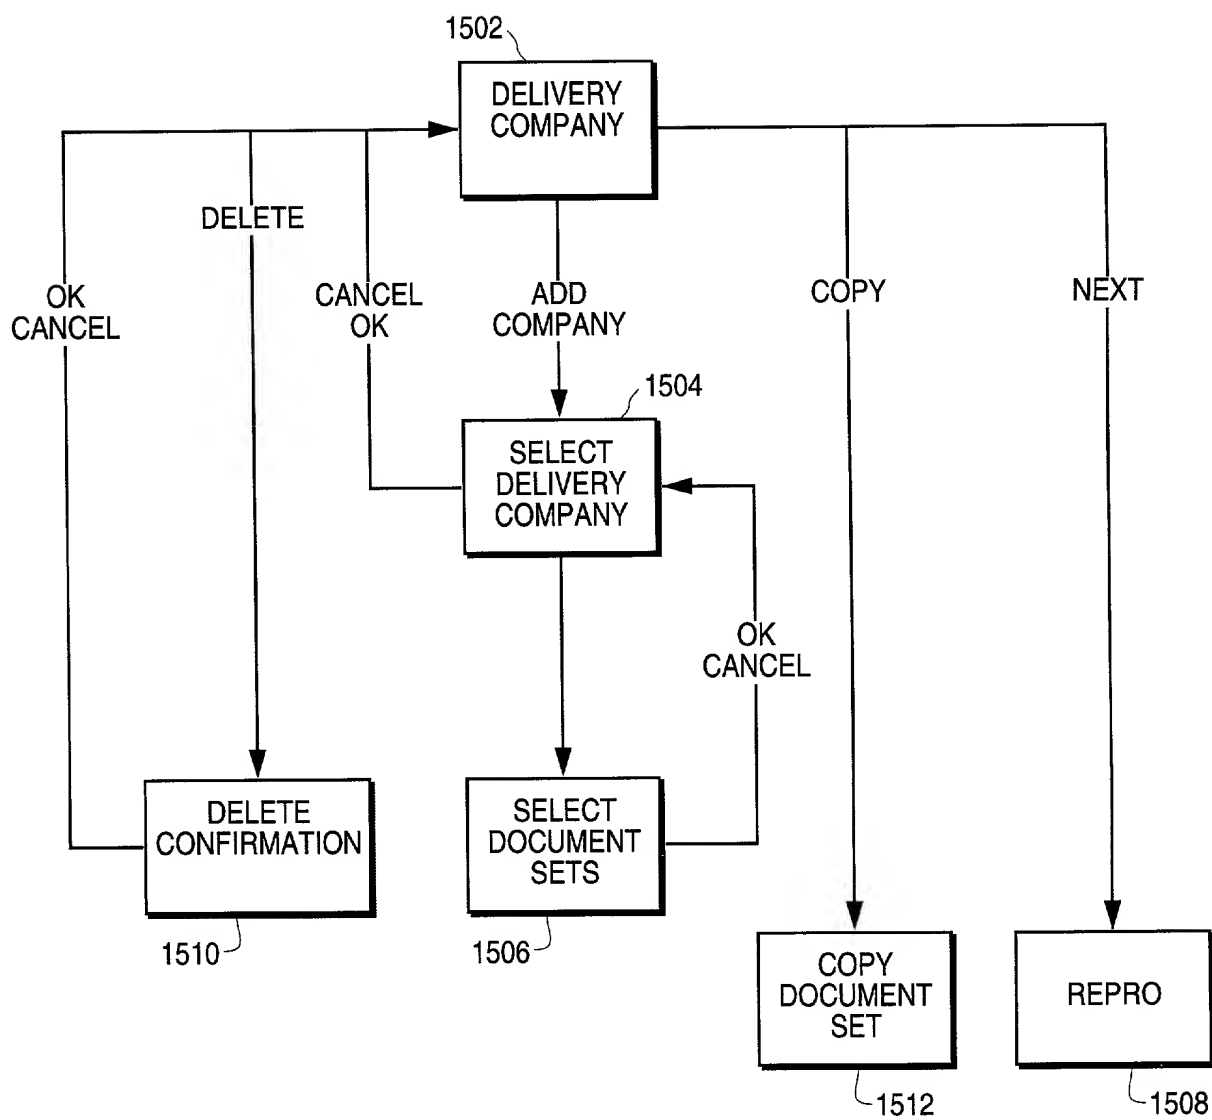 1502
DELIVERY
COMPANY
DELETE
OK
CANCEL
CANCEL
OK
ADD
COMPANY
COPY
NEXT
1504
SELECT
DELIVERY
COMPANY
OK
CANCEL
DELETE
CONFIRMATION
SELECT
DOCUMENT
SETS
1510
1506
COPY
DOCUMENT
SET
REPRO
1512
1508